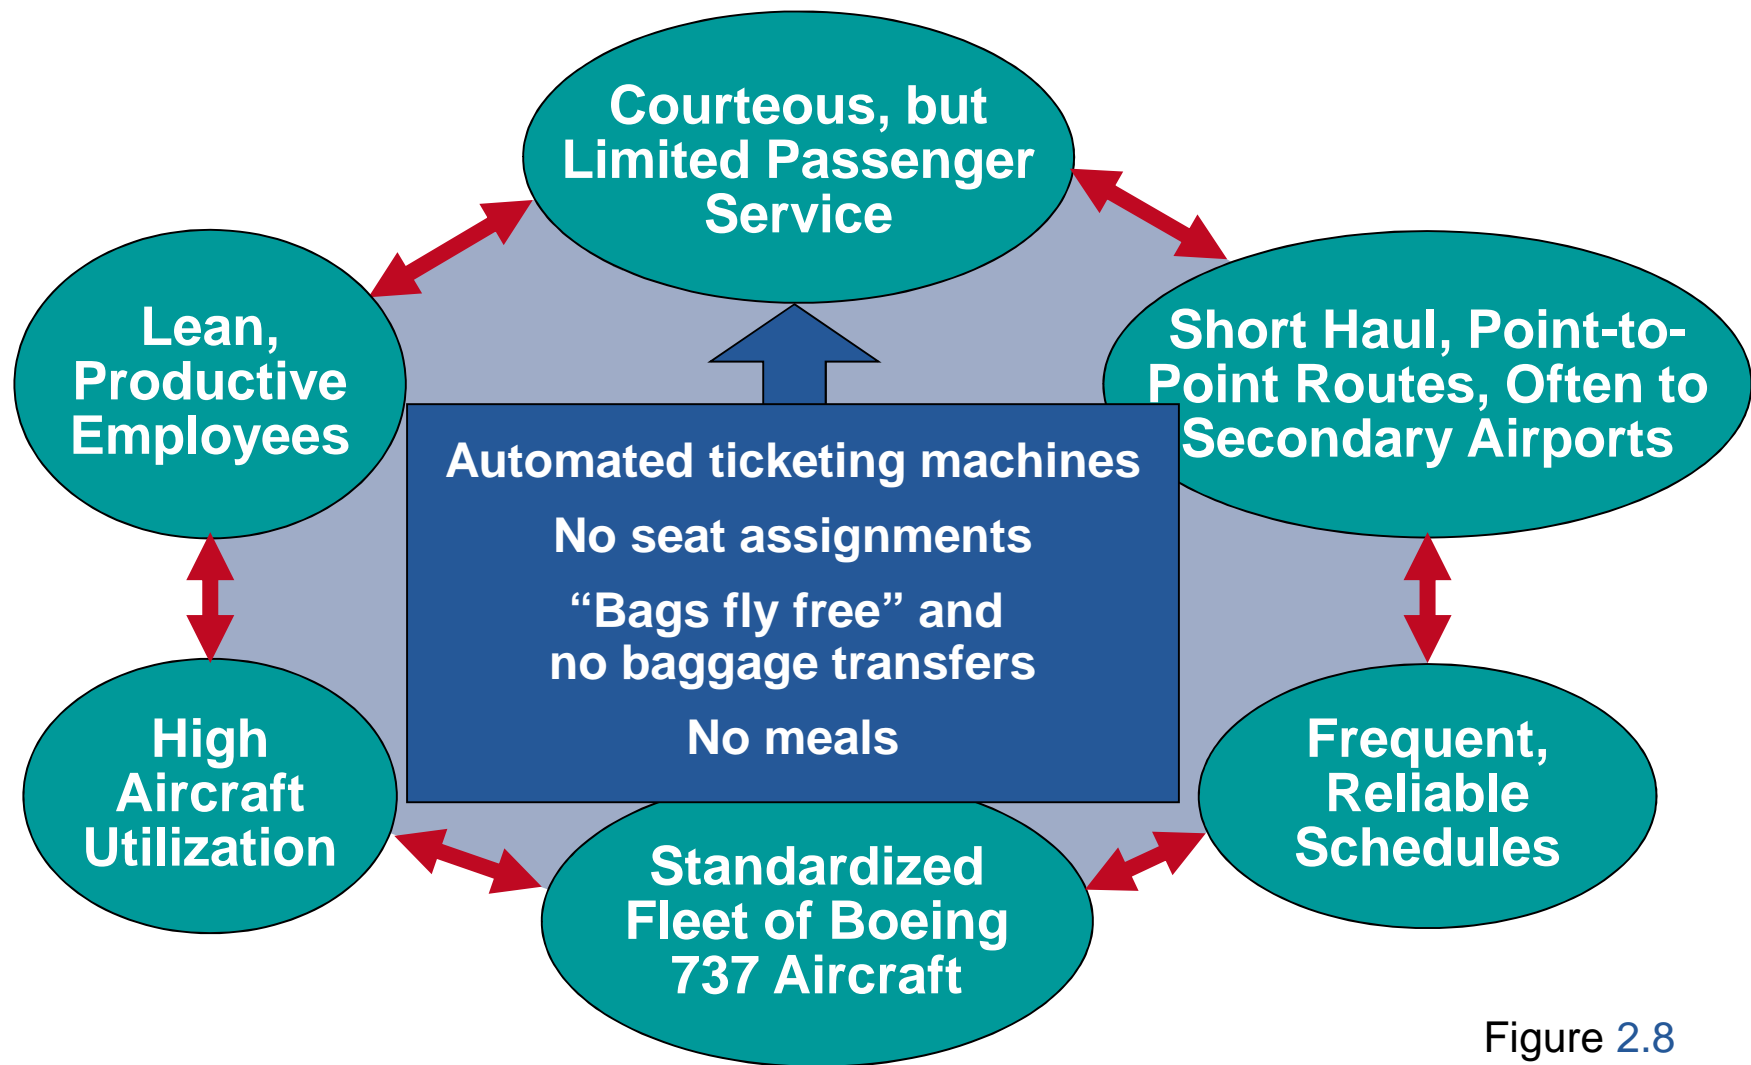 Courteous, but
Limited Passenger
Service
Lean,
Productive
Employees
Short Haul, Point-to-
Point Routes, Often to
Secondary Airports
Automated ticketing machines
No seat assignments
“Bags fly free” and
no baggage transfers
No meals
High
Aircraft
Utilization
Standardized
Fleet of Boeing
737 Aircraft
Frequent,
Reliable
Schedules
Figure 2.8